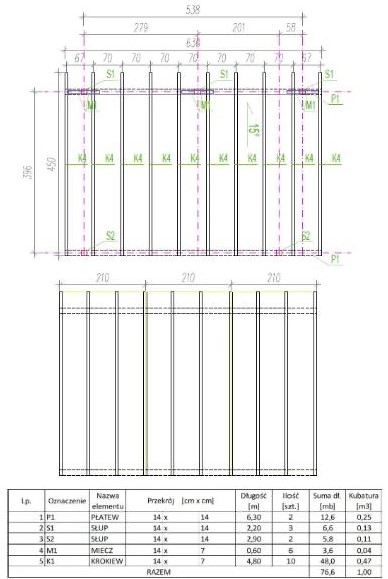 538
279 201 58
638
67 70 70 70 70 70 70 70 67
S1 S1 S1
M1 M1 M1 P1
15°
396 450
K4 K4 K4 K4 K4 K4 K4 K4
S2 S2
P1
210 210 210
Lp. Oznaczenie Nazwa elementu Przekrój [cm x cm] Długość [m] Ilość [szt.] Suma dł. [mb] Kubatura [m3]
1 P1 PŁATEW 14 x 14 6,30 2 12,6 0,25
2 S1 SŁUP 14 x 14 2,20 3 6,6 0,13
3 S2 SŁUP 14 x 14 2,90 2 5,8 0,11
4 M1 MIECZ 14 x 7 0,60 6 3,6 0,04
5 K1 KROKIEW 14 x 7 4,80 10 48,0 0,47
RAZEM 76,6 1,00